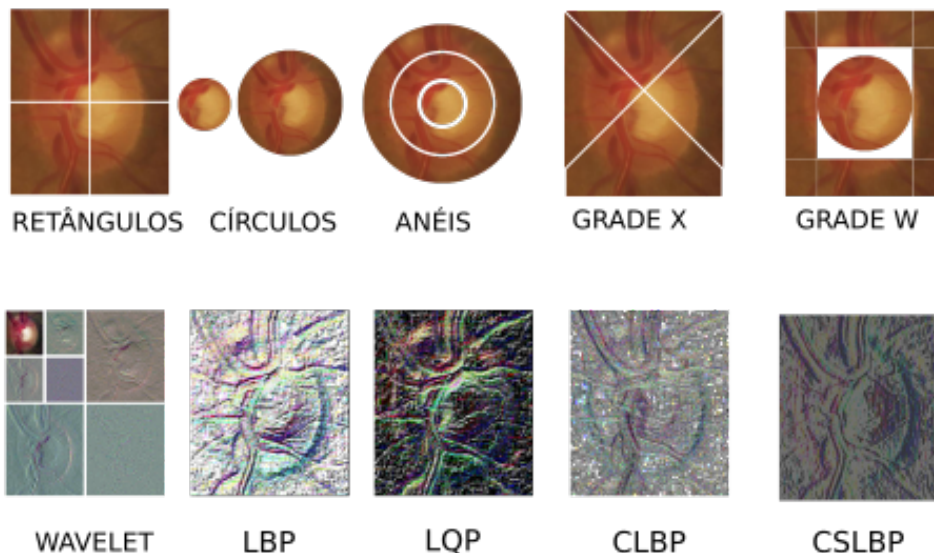 RETÂNGULOS CÍRCULOS ANÉIS GRADE X GRADE W
WAVELET LBP LQP CLBP CSLBP